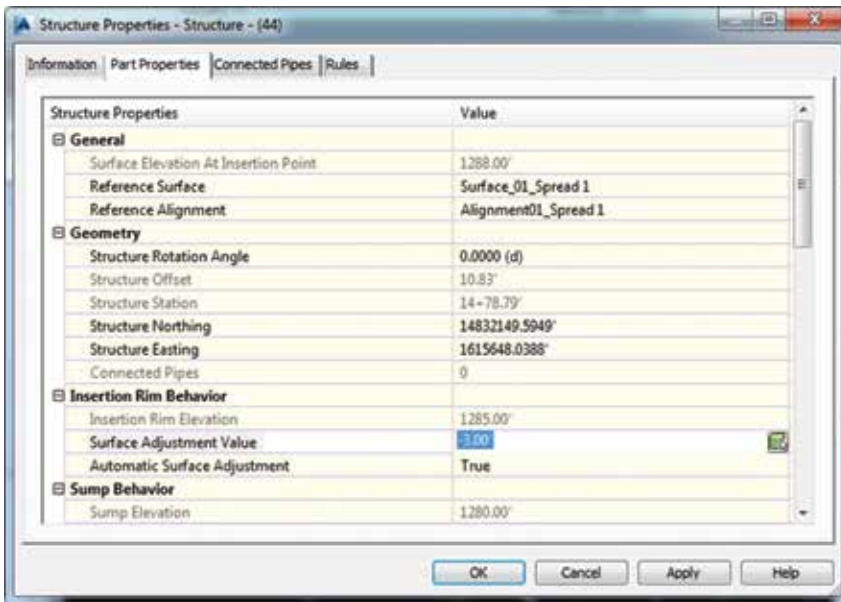 Structure Properties - Structure - (44)
Information Part Properties Connected Pipes Rules
Structure Properties Value
General
Surface Elevation At Insertion Point 1288.00'
Reference Surface Surface_01_Spread 1
Reference Alignment Alignment01_Spread 1
Geometry
Structure Rotation Angle 0.0000 (d)
Structure Offset 10.83'
Structure Station 14+78.79'
Structure Northing 14832149.5949'
Structure Easting 1615648.0388'
Connected Pipes 0
Insertion Rim Behavior
Insertion Rim Elevation 1285.00'
Surface Adjustment Value -3.00'
Automatic Surface Adjustment True
Sump Behavior
Sump Elevation 1280.00'
OK Cancel Apply Help